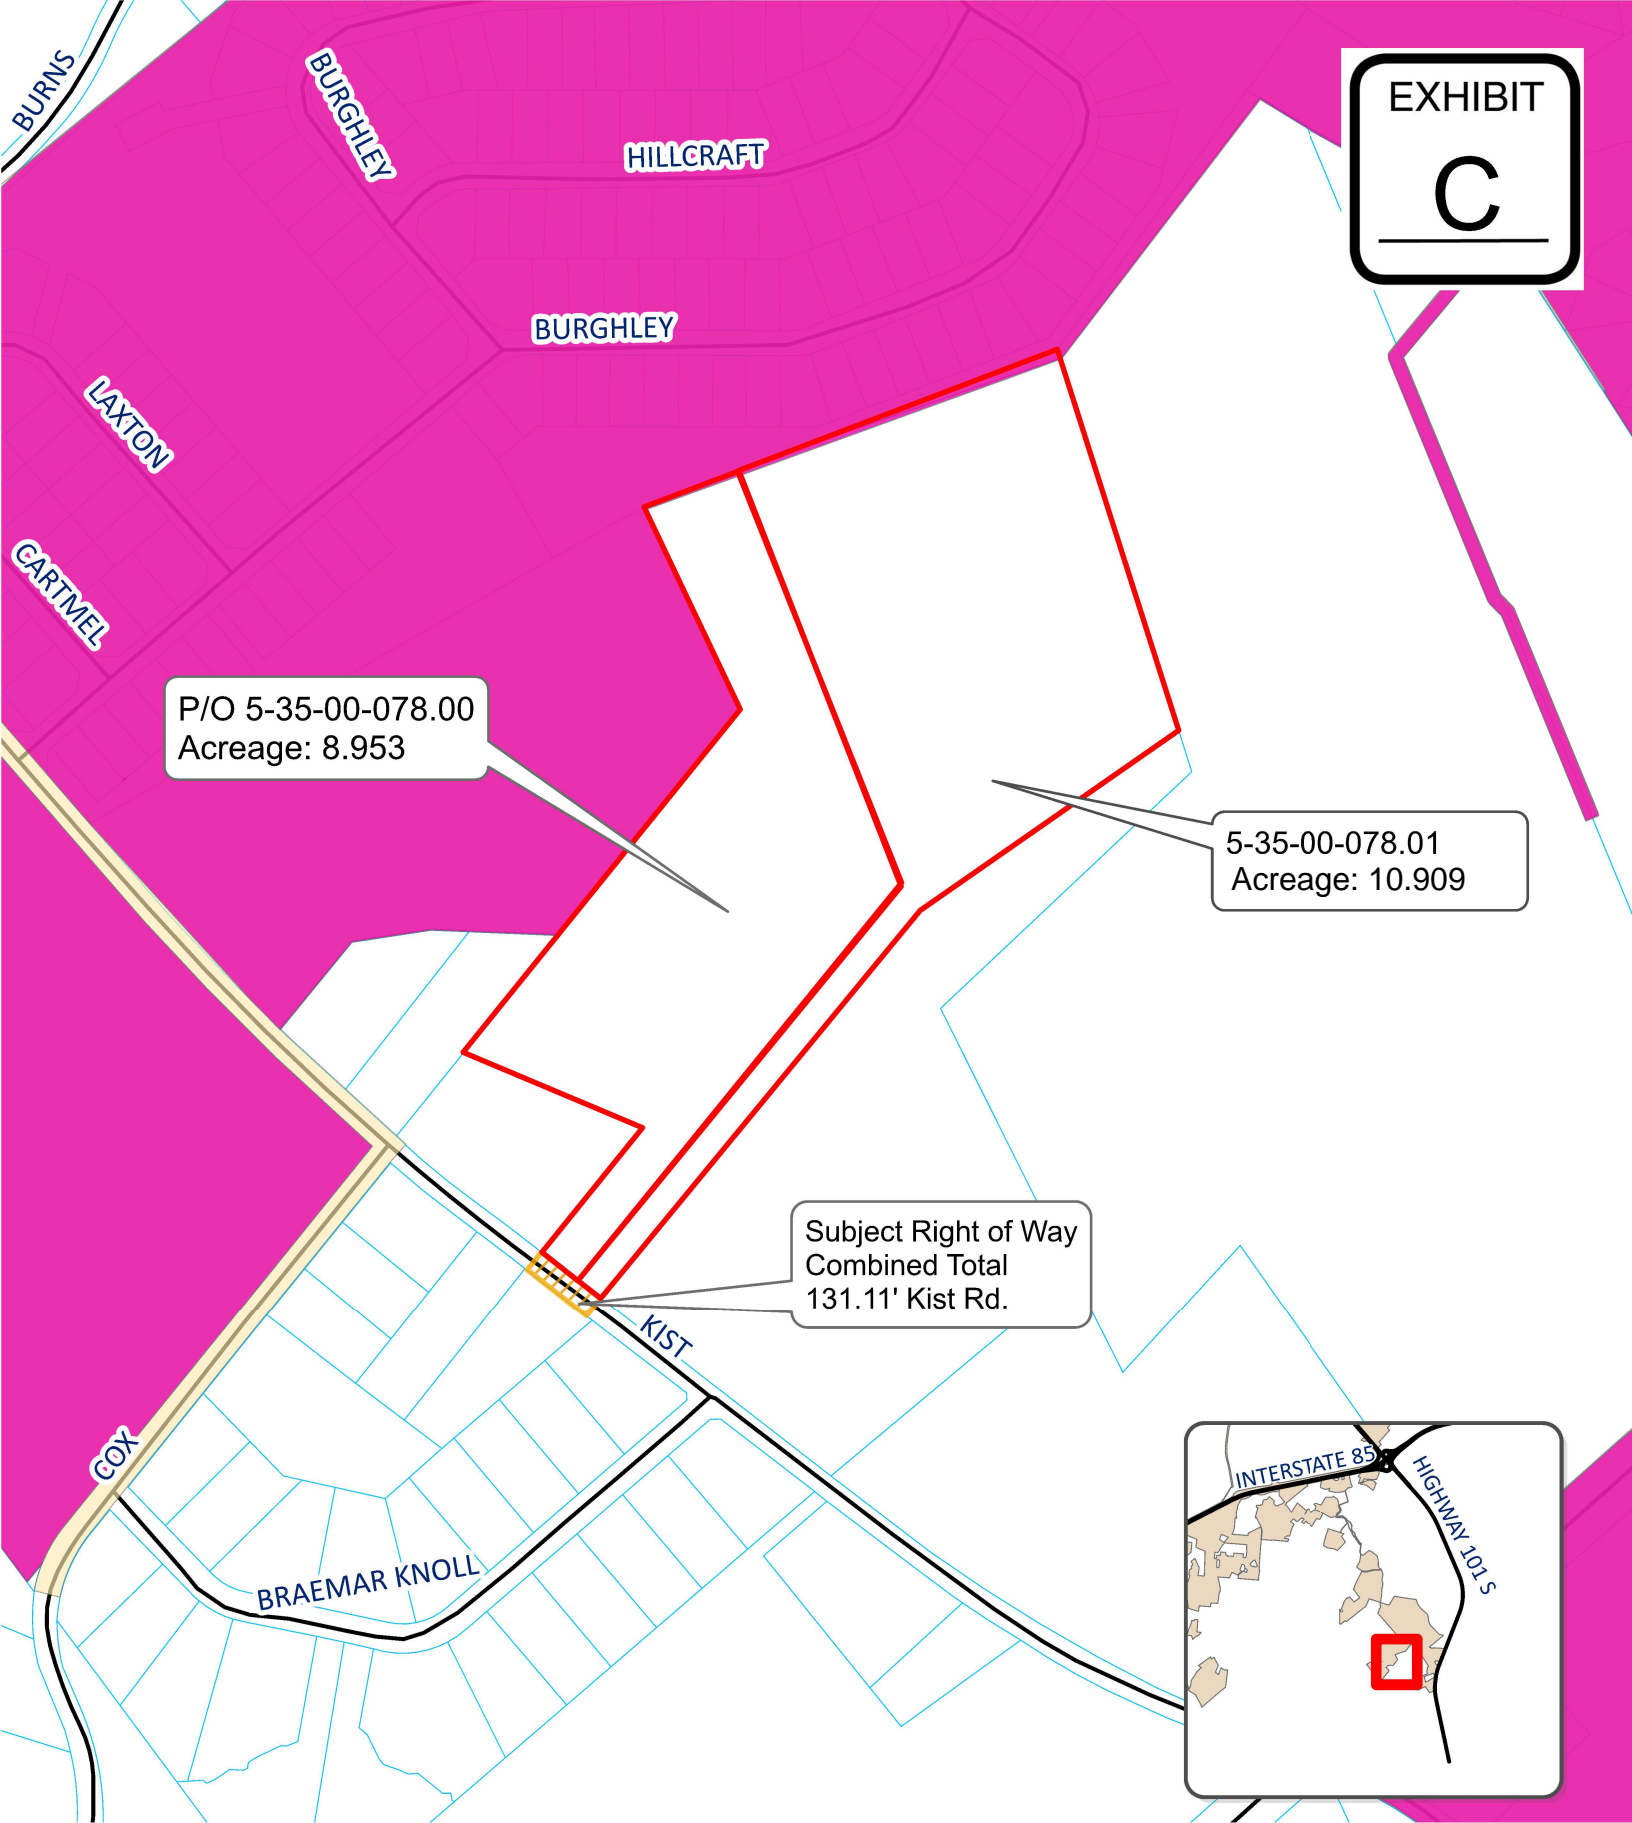 BURNS
BURGHLEY
HILLCRAFT
EXHIBIT
C
BURGHLEY
LAXTON
CARTMEL
P/O 5-35-00-078.00
Acreage: 8.953
5-35-00-078.01
Acreage: 10.909
Subject Right of Way
Combined Total
131.11' Kist Rd.
KIST
COX
BRAEMAR KNOLL
INTERSTATE 85
HIGHWAY 101 S